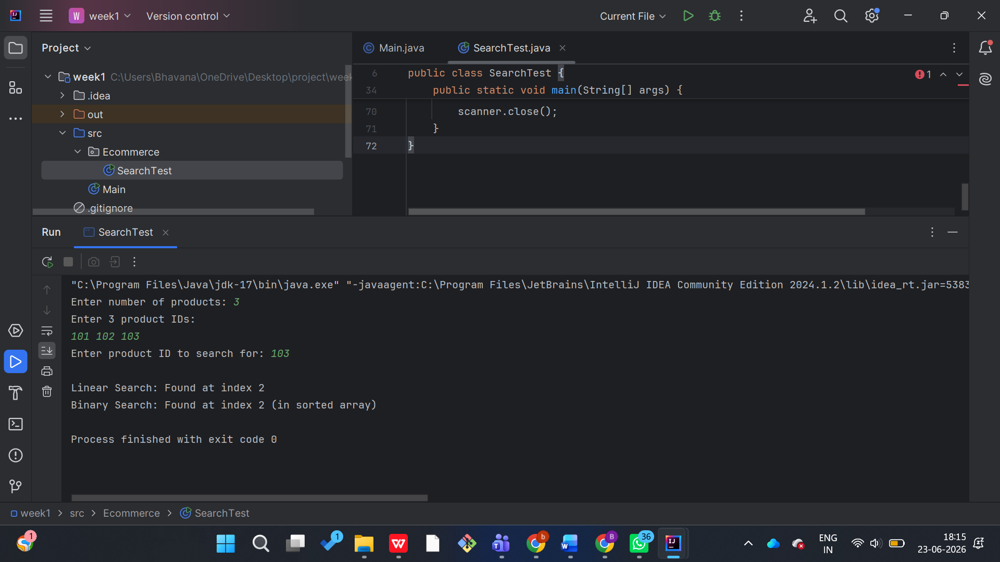 W week1 Version control Current File
Project
Main.java SearchTest.java
week1 C:\Users\Bhavana\OneDrive\Desktop\project\week
.idea
out
src
Ecommerce
SearchTest
Main
.gitignore
6 public class SearchTest {
34 public static void main(String[] args) {
70 scanner.close();
71 }
72 }
1
Run SearchTest
"C:\Program Files\Java\jdk-17\bin\java.exe" "-javaagent:C:\Program Files\JetBrains\IntelliJ IDEA Community Edition 2024.1.2\lib\idea_rt.jar=5383
Enter number of products: 3
Enter 3 product IDs:
101 102 103
Enter product ID to search for: 103
Linear Search: Found at index 2
Binary Search: Found at index 2 (in sorted array)
Process finished with exit code 0
week1 > src > Ecommerce > SearchTest
1
1
b
B
36
IJ
ENG
IN
18:15
23-06-2026